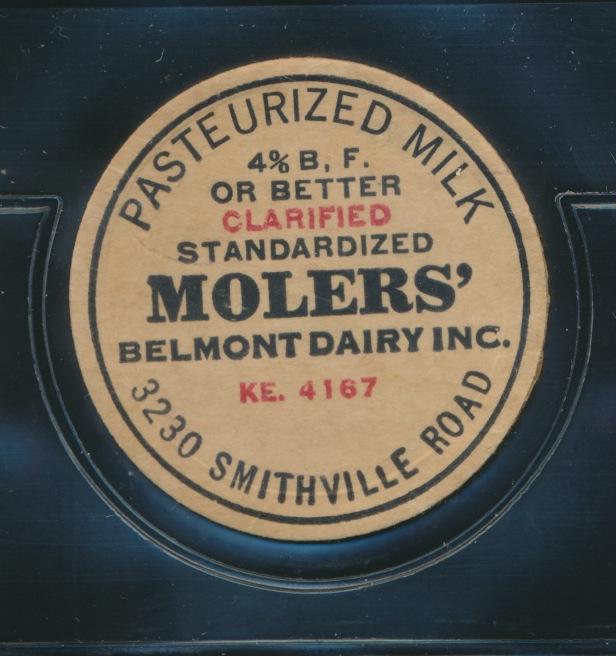 PASTEURIZED MILK
4% B, F.
OR BETTER
CLARIFIED
STANDARDIZED
MOLERS'
BELMONT DAIRY INC.
KE. 4167
3230 SMITHVILLE ROAD